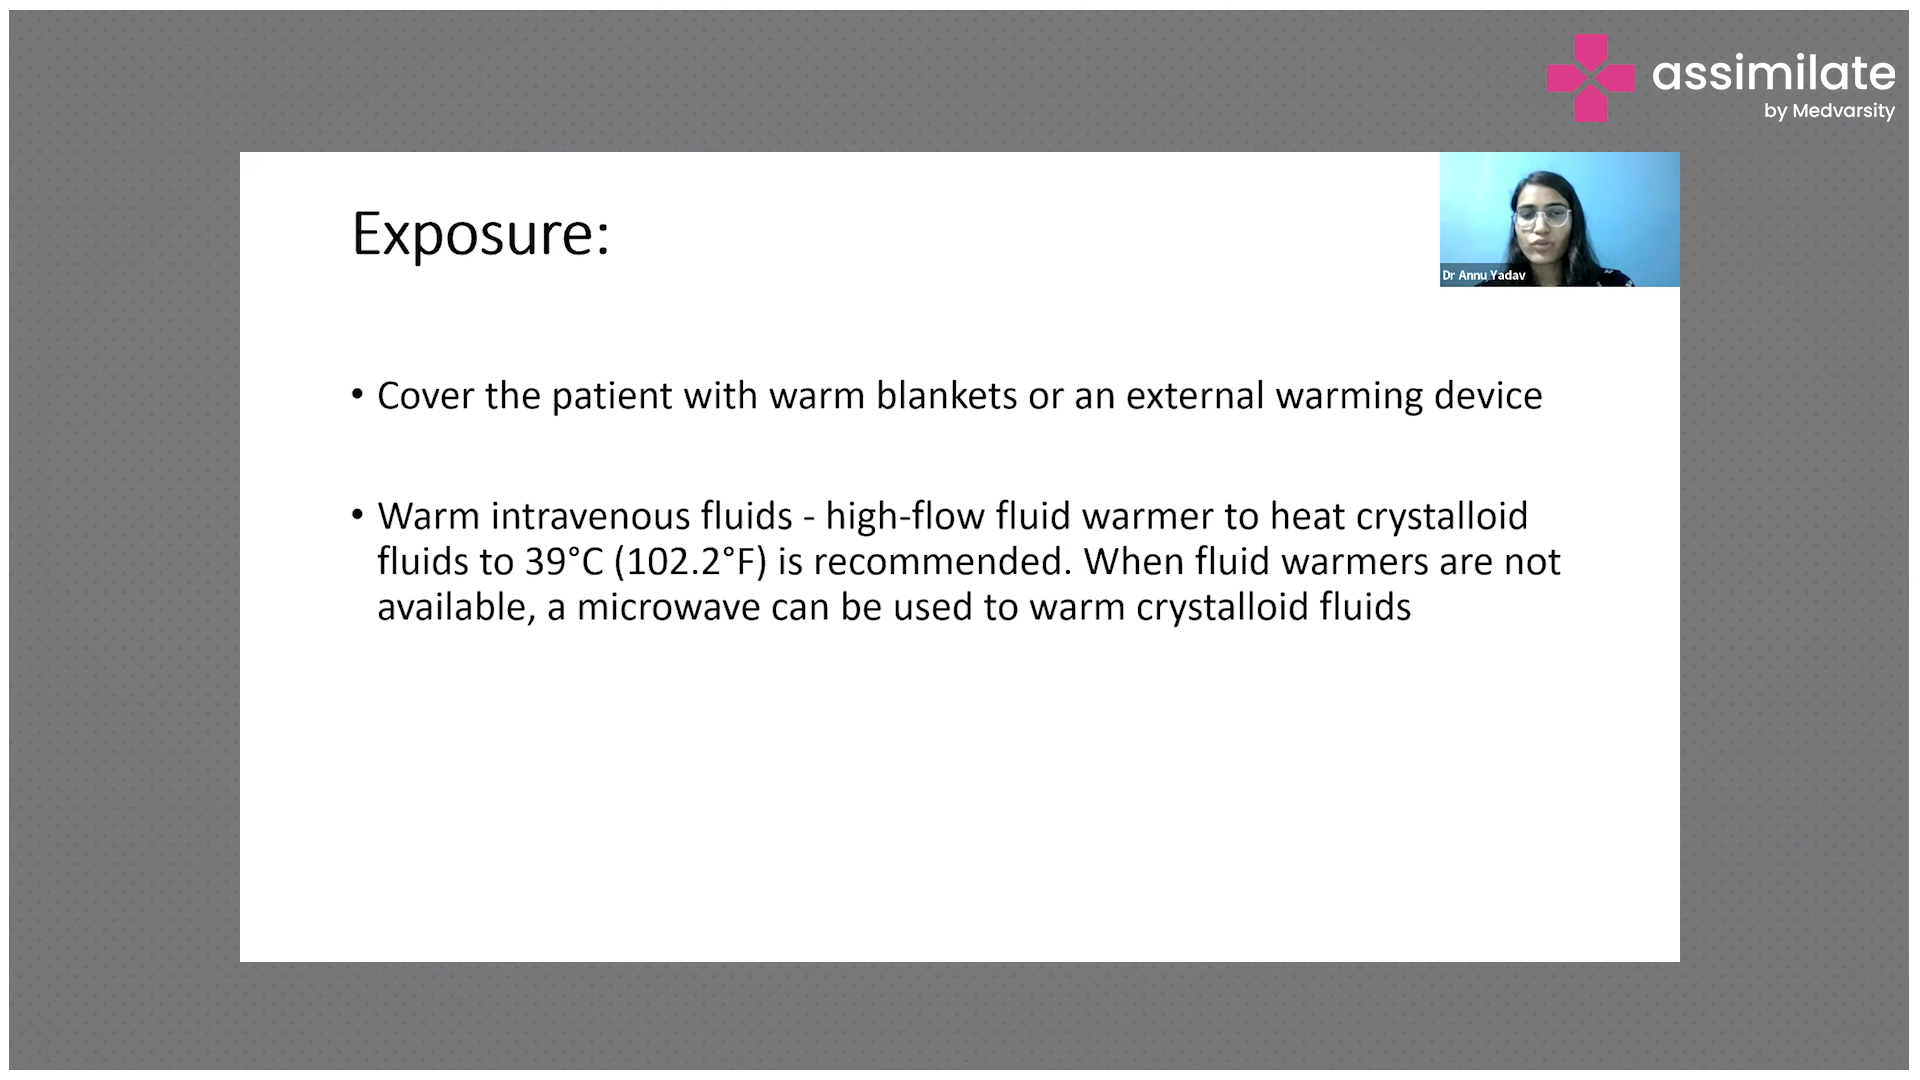 assimilate
by Medvarsity
Exposure:
Dr Annu Yadav
• Cover the patient with warm blankets or an external warming device
• Warm intravenous fluids - high-flow fluid warmer to heat crystalloid
fluids to 39°C (102.2°F) is recommended. When fluid warmers are not
available, a microwave can be used to warm crystalloid fluids